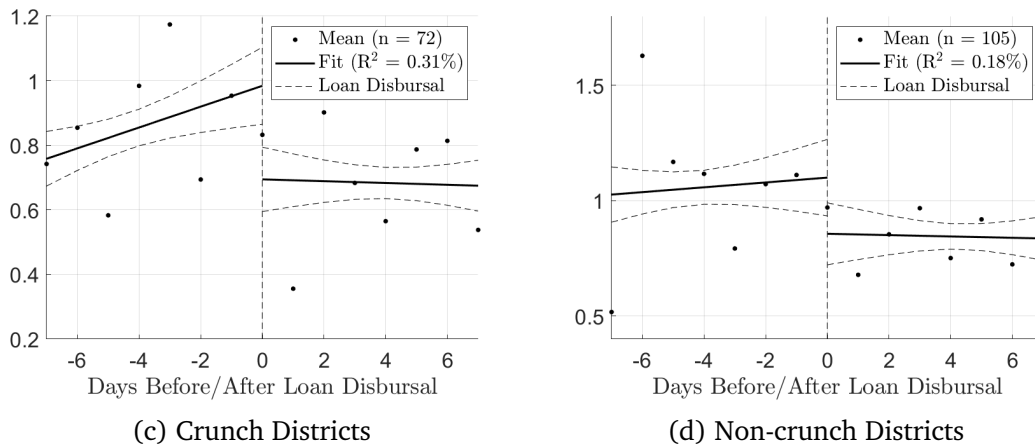 1.2
1
0.8
0.6
0.4
0.2
Mean (n = 72)
Fit (R² = 0.31%)
Loan Disbursal
-6 -4 -2 0 2 4 6
Days Before/After Loan Disbursal
(c) Crunch Districts
1.5
1
0.5
Mean (n = 105)
Fit (R² = 0.18%)
Loan Disbursal
-6 -4 -2 0 2 4 6
Days Before/After Loan Disbursal
(d) Non-crunch Districts